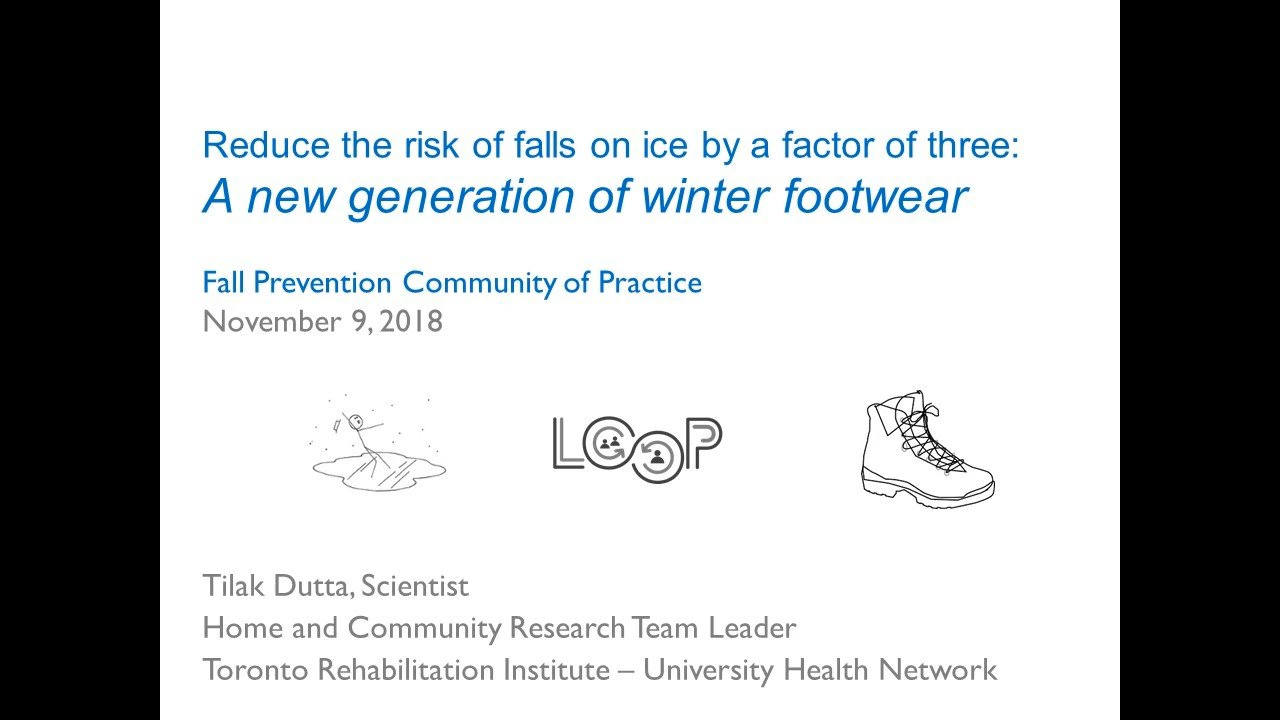 Reduce the risk of falls on ice by a factor of three:
A new generation of winter footwear
Fall Prevention Community of Practice
November 9, 2018
LOOP
Tilak Dutta, Scientist
Home and Community Research Team Leader
Toronto Rehabilitation Institute – University Health Network